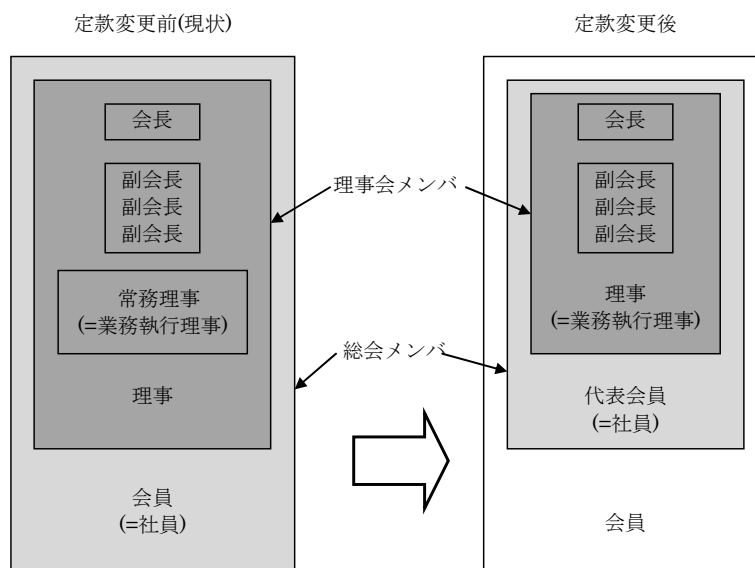 定款変更前(現状)
会長
副会長
副会長
副会長
常務理事
(=業務執行理事)
理事
会員
(=社員)
理事会メンバ
総会メンバ
定款変更後
会長
副会長
副会長
副会長
理事
(=業務執行理事)
代表会員
(=社員)
会員